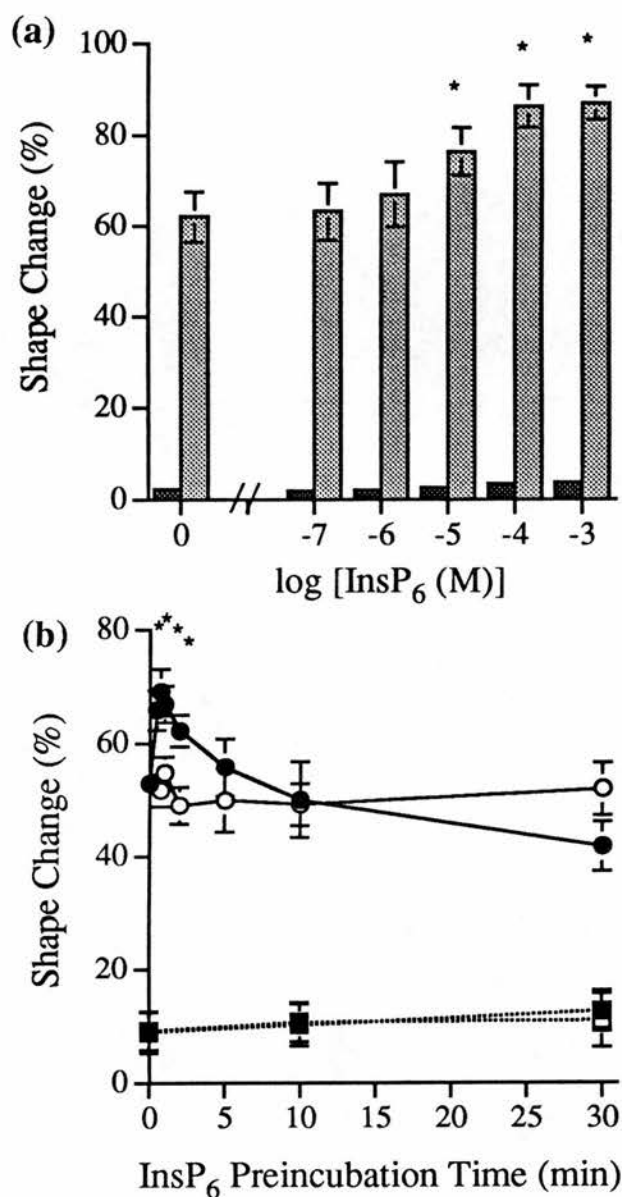 (a)
Shape Change (%)
100
80
60
40
20
0
* * *
0 -7 -6 -5 -4 -3
log [InsP6 (M)]
(b)
Shape Change (%)
80
60
40
20
0
* * * *
0 5 10 15 20 25 30
InsP6 Preincubation Time (min)